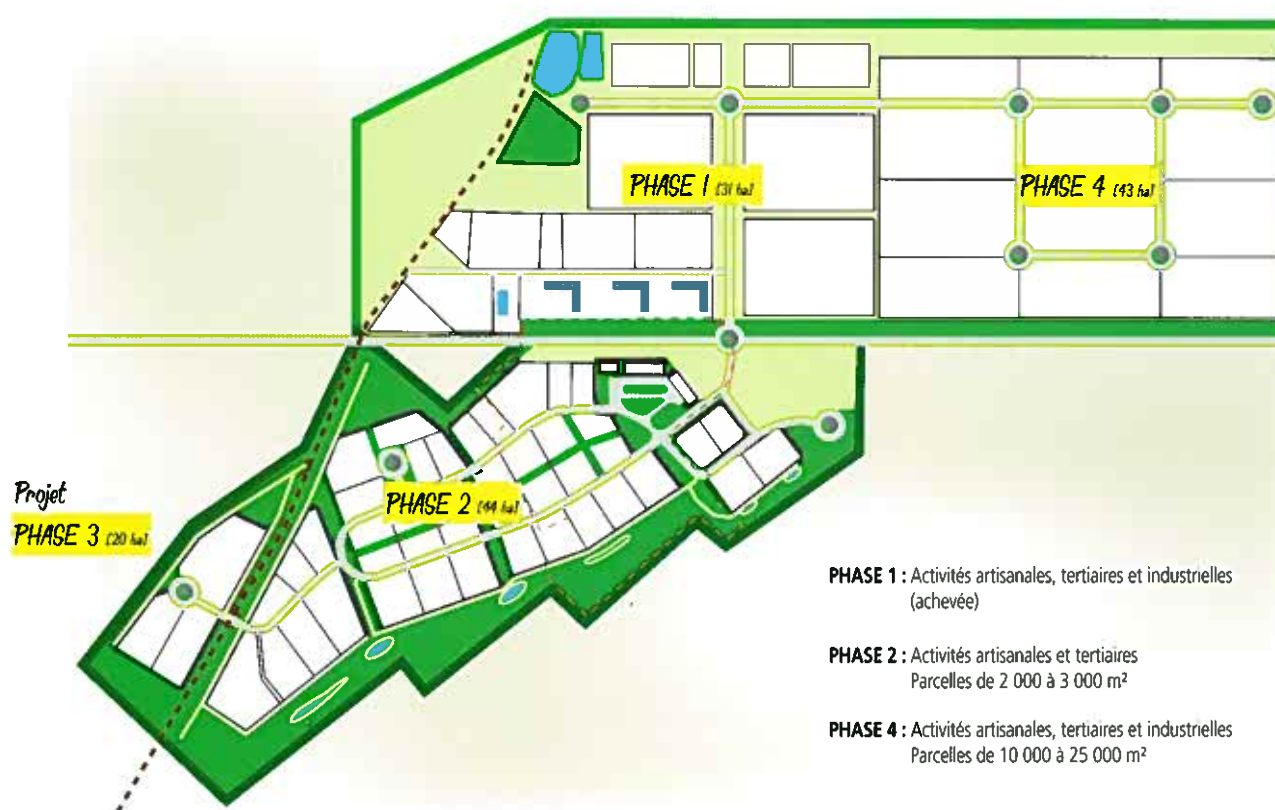 PHASE 1 [31 ha]
PHASE 4 [43 ha]
Projet
PHASE 3 [20 ha]
PHASE 2 [44 ha]
PHASE 1 : Activités artisanales, tertiaires et industrielles
(achevée)
PHASE 2 : Activités artisanales et tertiaires
Parcelles de 2 000 à 3 000 m²
PHASE 4 : Activités artisanales, tertiaires et industrielles
Parcelles de 10 000 à 25 000 m²